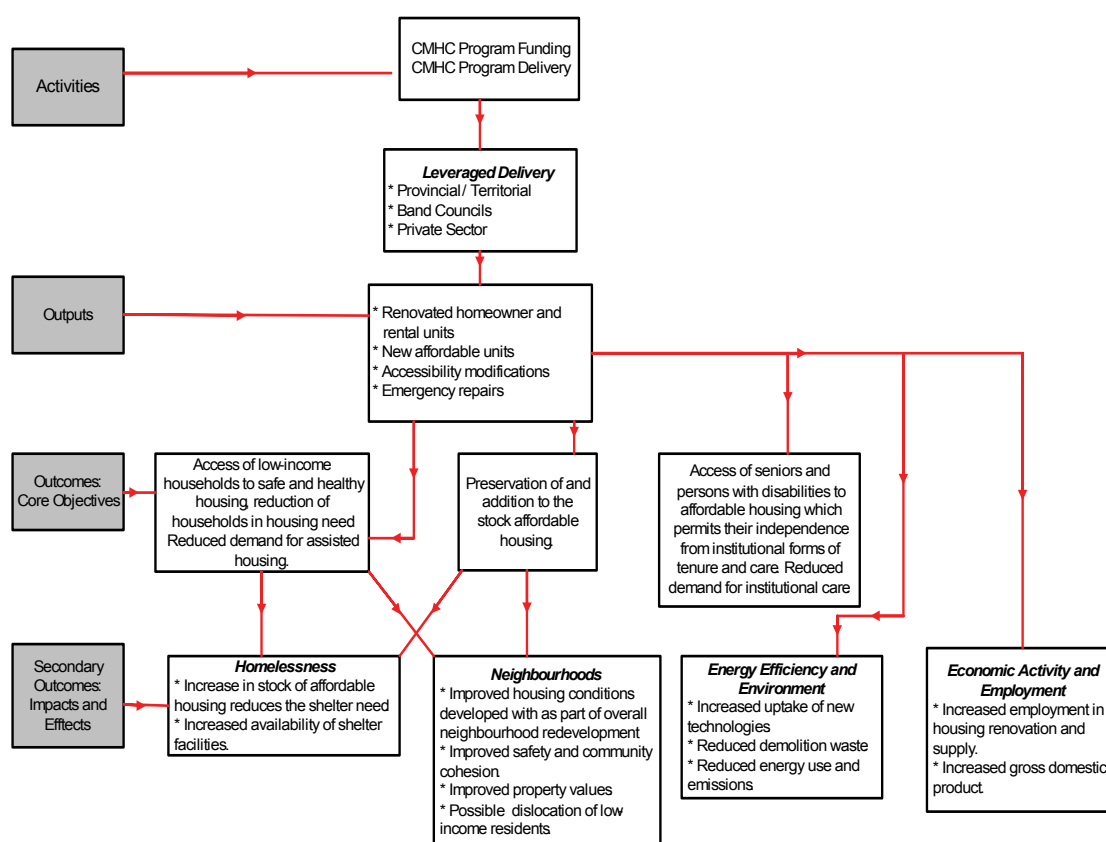 Activities
CMHC Program Funding
CMHC Program Delivery
Leveraged Delivery
* Provincial / Territorial
* Band Councils
* Private Sector
Outputs
* Renovated homeowner and
rental units
* New affordable units
* Accessibility modifications
* Emergency repairs
Outcomes:
Core Objectives
Access of low-income
households to safe and healthy
housing, reduction of
households in housing need
Reduced demand for assisted
housing.
Preservation of and
addition to the
stock affordable
housing.
Access of seniors and
persons with disabilities to
affordable housing which
permits their independence
from institutional forms of
tenure and care. Reduced
demand for institutional care
Secondary
Outcomes:
Impacts and
Efftects
Homelessness
* Increase in stock of affordable
housing reduces the shelter need
* Increased availability of shelter
facilities.
Neighbourhoods
* Improved housing conditions
developed with as part of overall
neighbourhood redevelopment
* Improved safety and community
cohesion.
* Improved property values
* Possible dislocation of low-
income residents.
Energy Efficiency and
Environment
* Increased uptake of new
technologies
* Reduced demolition waste
* Reduced energy use and
emissions.
Economic Activity and
Employment
* Increased employment in
housing renovation and
supply.
* Increased gross domestic
product.